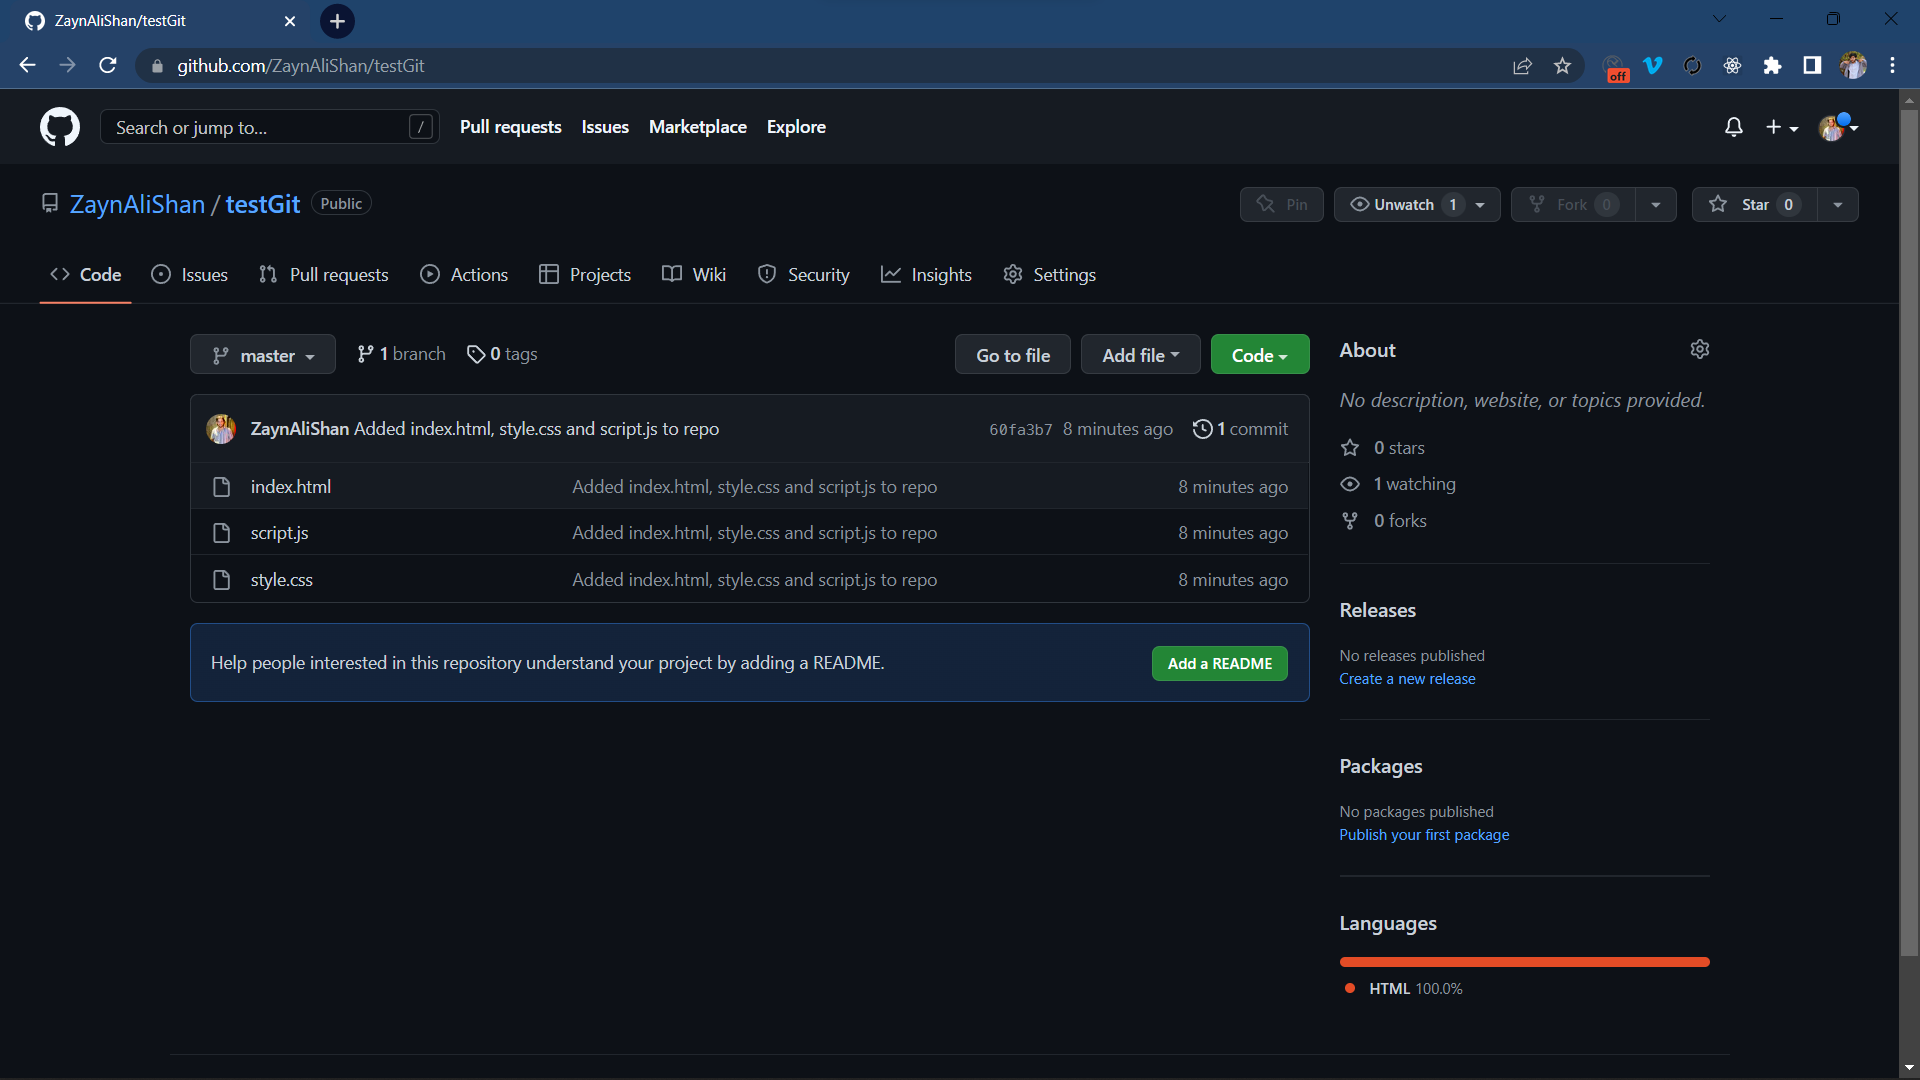 ZaynAliShan/testGit
github.com/ZaynAliShan/testGit
off
Search or jump to... /
Pull requests Issues Marketplace Explore
ZaynAliShan / testGit Public
Pin Unwatch 1 Fork 0 Star 0
Code Issues Pull requests Actions Projects Wiki Security Insights Settings
master 1 branch 0 tags Go to file Add file Code
ZaynAliShan Added index.html, style.css and script.js to repo 60fa3b7 8 minutes ago 1 commit
index.html Added index.html, style.css and script.js to repo 8 minutes ago
script.js Added index.html, style.css and script.js to repo 8 minutes ago
style.css Added index.html, style.css and script.js to repo 8 minutes ago
Help people interested in this repository understand your project by adding a README. Add a README
About
No description, website, or topics provided.
0 stars
1 watching
0 forks
Releases
No releases published
Create a new release
Packages
No packages published
Publish your first package
Languages
HTML 100.0%